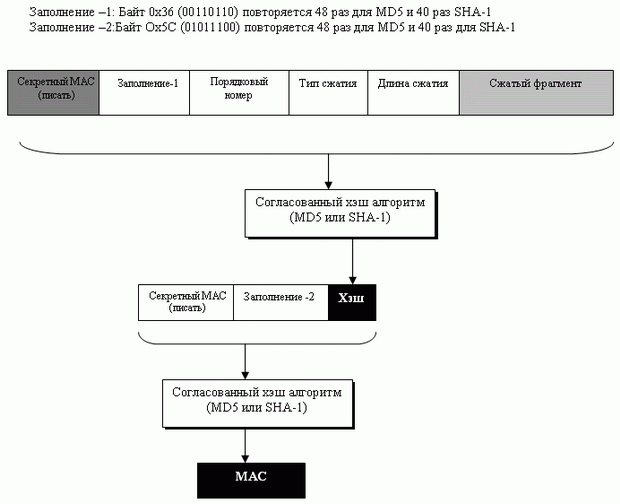 Заполнение –1: Байт 0x36 (00110110) повторяется 48 раз для MD5 и 40 раз SHA-1
Заполнение –2:Байт Ox5C (01011100) повторяется 48 раз для MD5 и 40 раз для SHA-1
Секретный MAC
(писать)
Заполнение-1
Порядковый
номер
Тип сжатия
Длина сжатия
Сжатый фрагмент
Согласованный хэш алгоритм
(MD5 или SHA-1)
Секретный MAC
(писать)
Заполнение -2
Хэш
Согласованный хэш алгоритм
(MD5 или SHA-1)
MAC